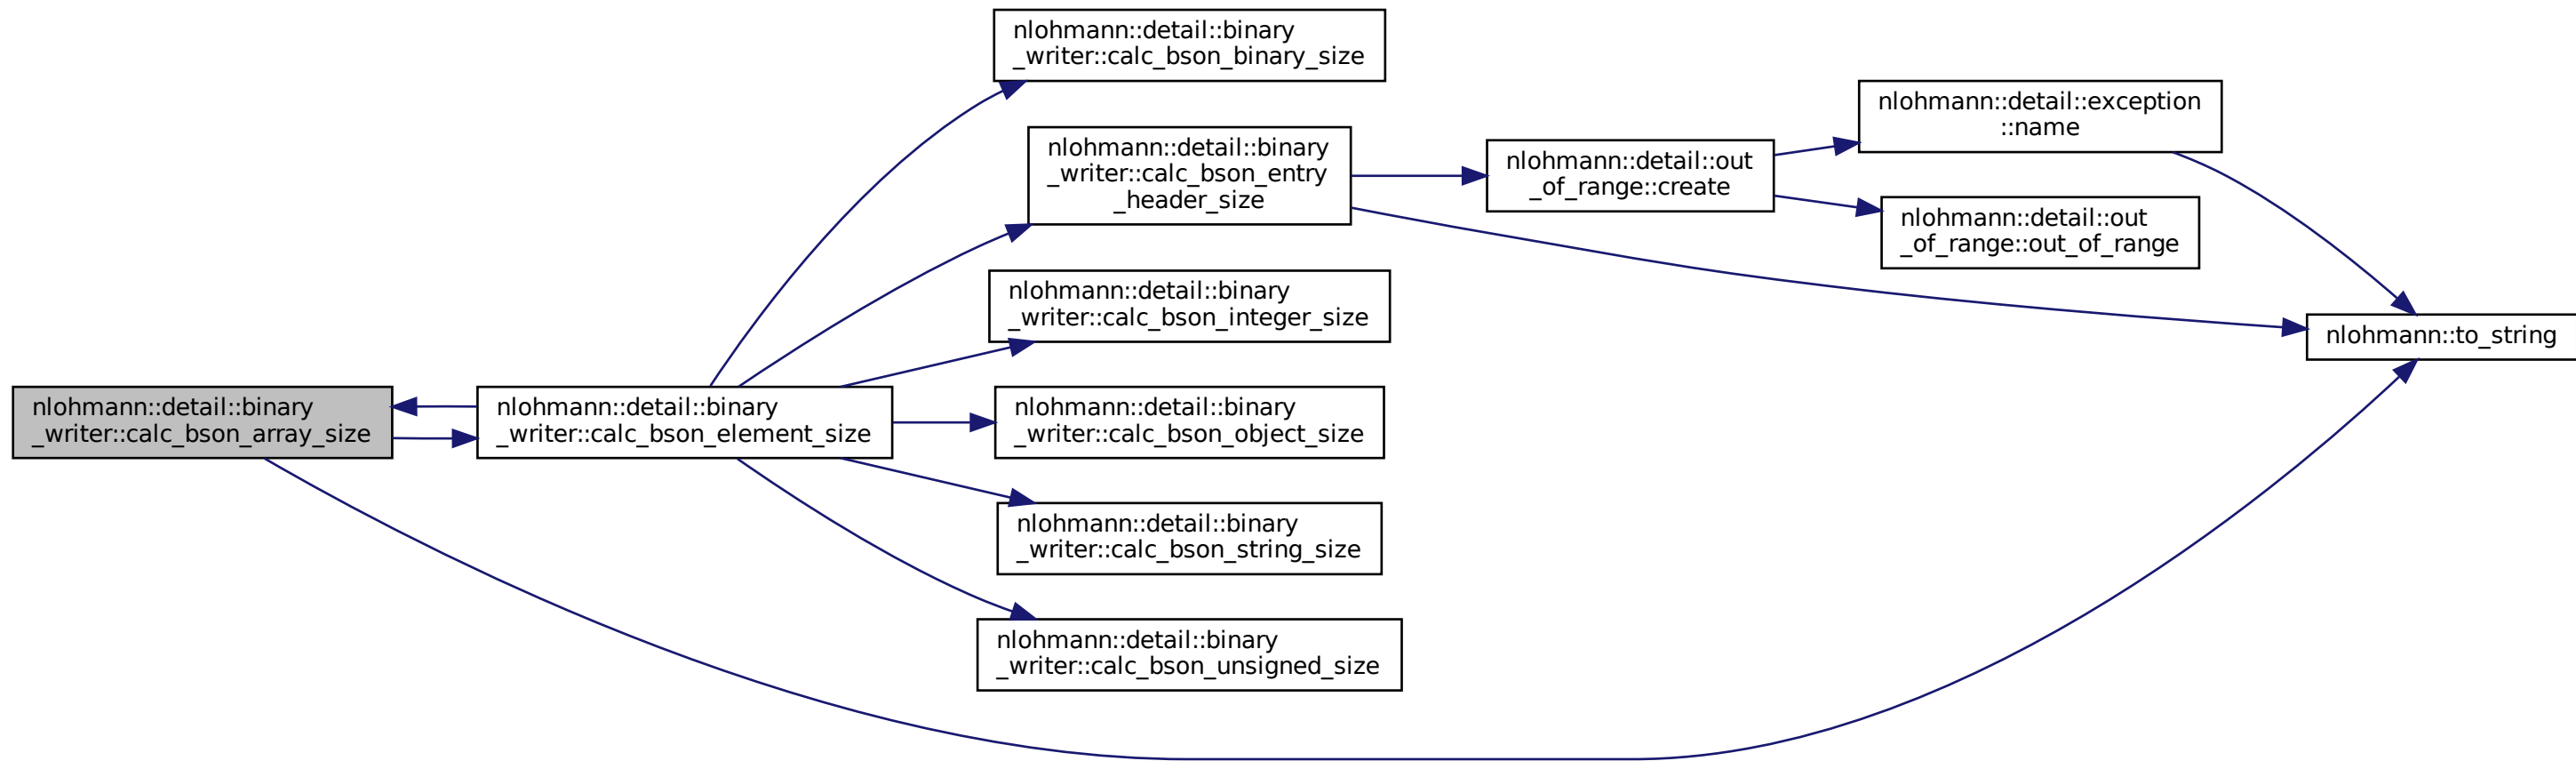 nlohmann::detail::binary
_writer::calc_bson_array_size
nlohmann::detail::binary
_writer::calc_bson_element_size
nlohmann::detail::binary
_writer::calc_bson_binary_size
nlohmann::detail::binary
_writer::calc_bson_entry
_header_size
nlohmann::detail::binary
_writer::calc_bson_integer_size
nlohmann::detail::binary
_writer::calc_bson_object_size
nlohmann::detail::binary
_writer::calc_bson_string_size
nlohmann::detail::binary
_writer::calc_bson_unsigned_size
nlohmann::detail::out
_of_range::create
nlohmann::detail::exception
::name
nlohmann::detail::out
_of_range::out_of_range
nlohmann::to_string